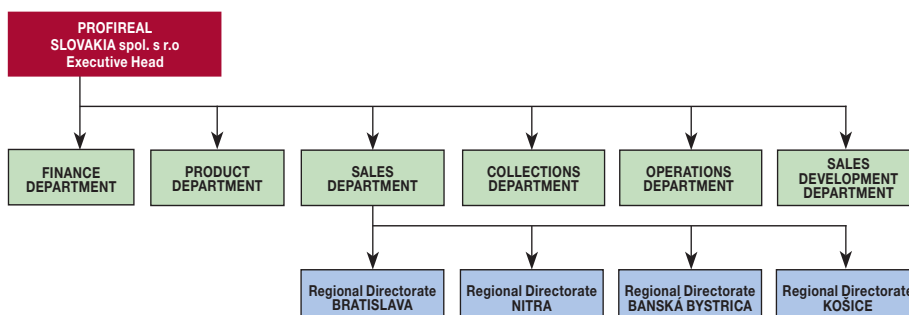 PROFIREAL
SLOVAKIA spol. s r.o
Executive Head
FINANCE
DEPARTMENT
PRODUCT
DEPARTMENT
SALES
DEPARTMENT
COLLECTIONS
DEPARTMENT
OPERATIONS
DEPARTMENT
SALES
DEVELOPMENT
DEPARTMENT
Regional Directorate
BRATISLAVA
Regional Directorate
NITRA
Regional Directorate
BANSKÁ BYSTRICA
Regional Directorate
KOŠICE